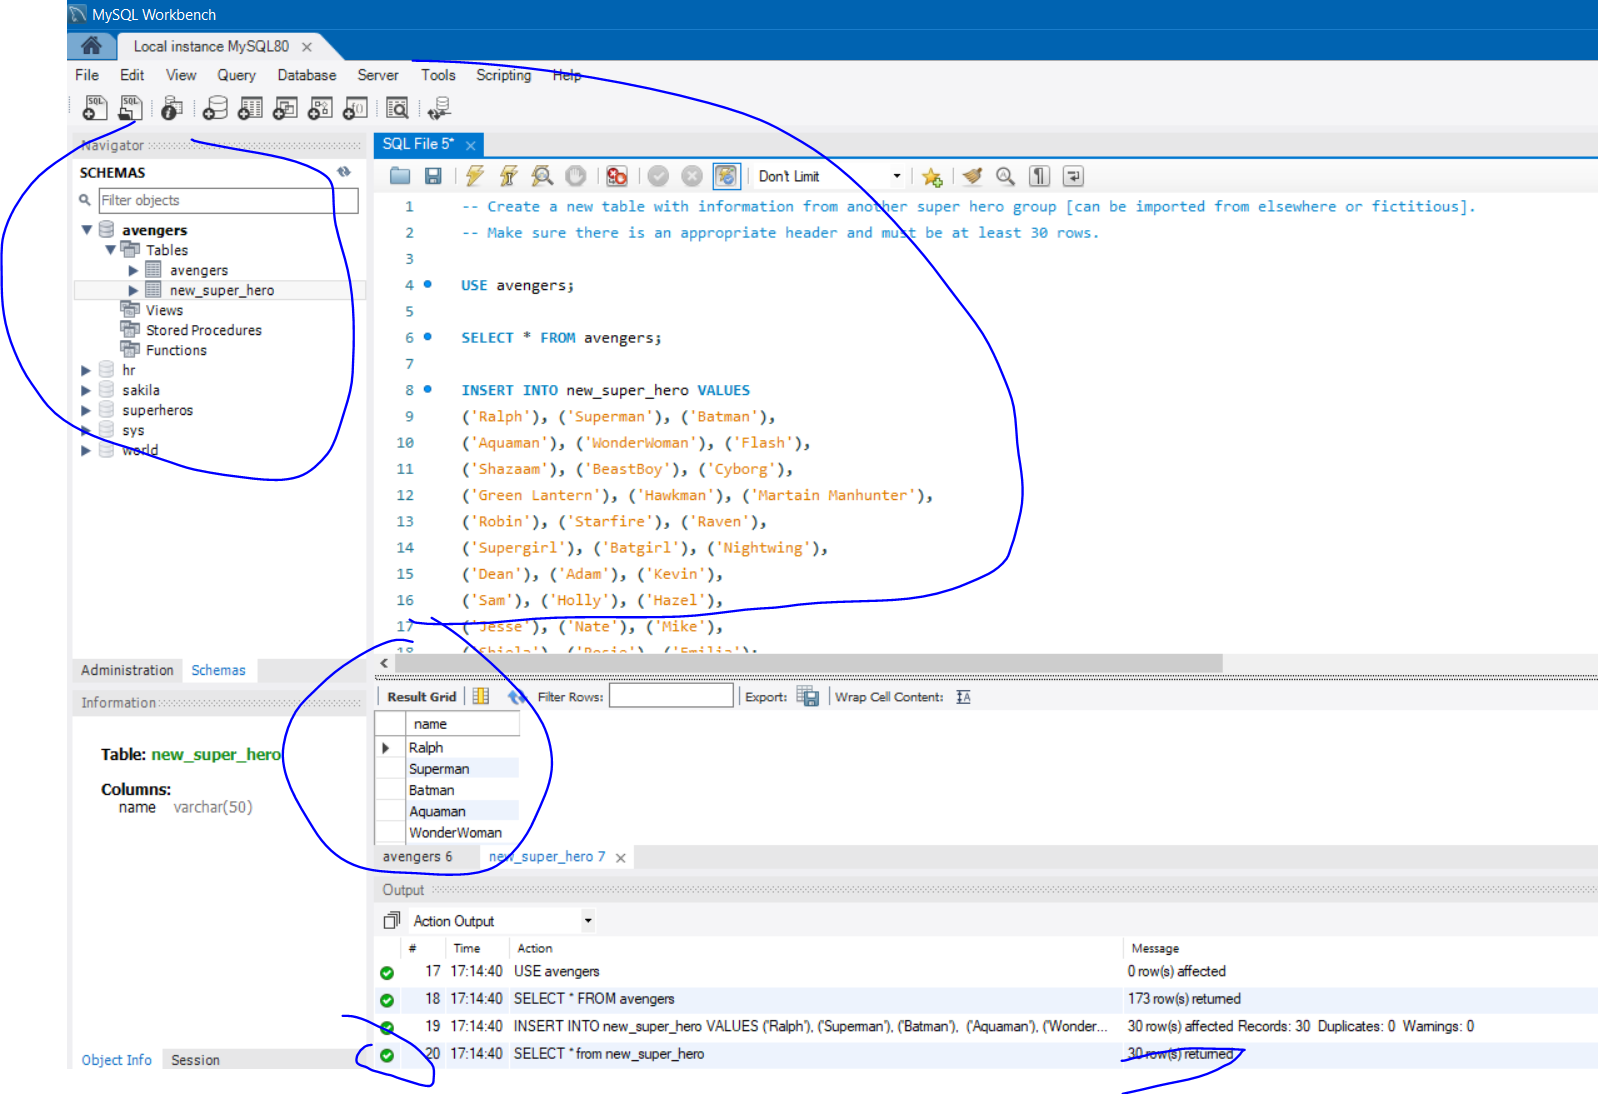 MySQL Workbench
Local instance MySQL80
File Edit View Query Database Server Tools Scripting Help
Navigator
SCHEMAS
Filter objects
avengers
Tables
avengers
new_super_hero
Views
Stored Procedures
Functions
hr
sakila
superheros
sys
world
Administration Schemas
Information
Table: new_super_hero
Columns:
name varchar(50)
Object Info Session
SQL File 5*
Don't Limit
1 -- Create a new table with information from another super hero group [can be imported from elsewhere or fictitious].
2 -- Make sure there is an appropriate header and must be at least 30 rows.
3
4 USE avengers;
5
6 SELECT * FROM avengers;
7
8 INSERT INTO new_super_hero VALUES
9 ('Ralph'), ('Superman'), ('Batman'),
10 ('Aquaman'), ('WonderWoman'), ('Flash'),
11 ('Shazaam'), ('BeastBoy'), ('Cyborg'),
12 ('Green Lantern'), ('Hawkman'), ('Martain Manhunter'),
13 ('Robin'), ('Starfire'), ('Raven'),
14 ('Supergirl'), ('Batgirl'), ('Nightwing'),
15 ('Dean'), ('Adam'), ('Kevin'),
16 ('Sam'), ('Holly'), ('Hazel'),
17 ('Jesse'), ('Nate'), ('Mike'),
18
Result Grid Filter Rows: Export: Wrap Cell Content:
name
Ralph
Superman
Batman
Aquaman
WonderWoman
avengers 6 new_super_hero 7
Output
Action Output
# Time Action Message
17 17:14:40 USE avengers 0 row(s) affected
18 17:14:40 SELECT * FROM avengers 173 row(s) returned
19 17:14:40 INSERT INTO new_super_hero VALUES ('Ralph'), ('Superman'), ('Batman'), ('Aquaman'), ('Wonder... 30 row(s) affected Records: 30 Duplicates: 0 Warnings: 0
20 17:14:40 SELECT * from new_super_hero 30 row(s) returned